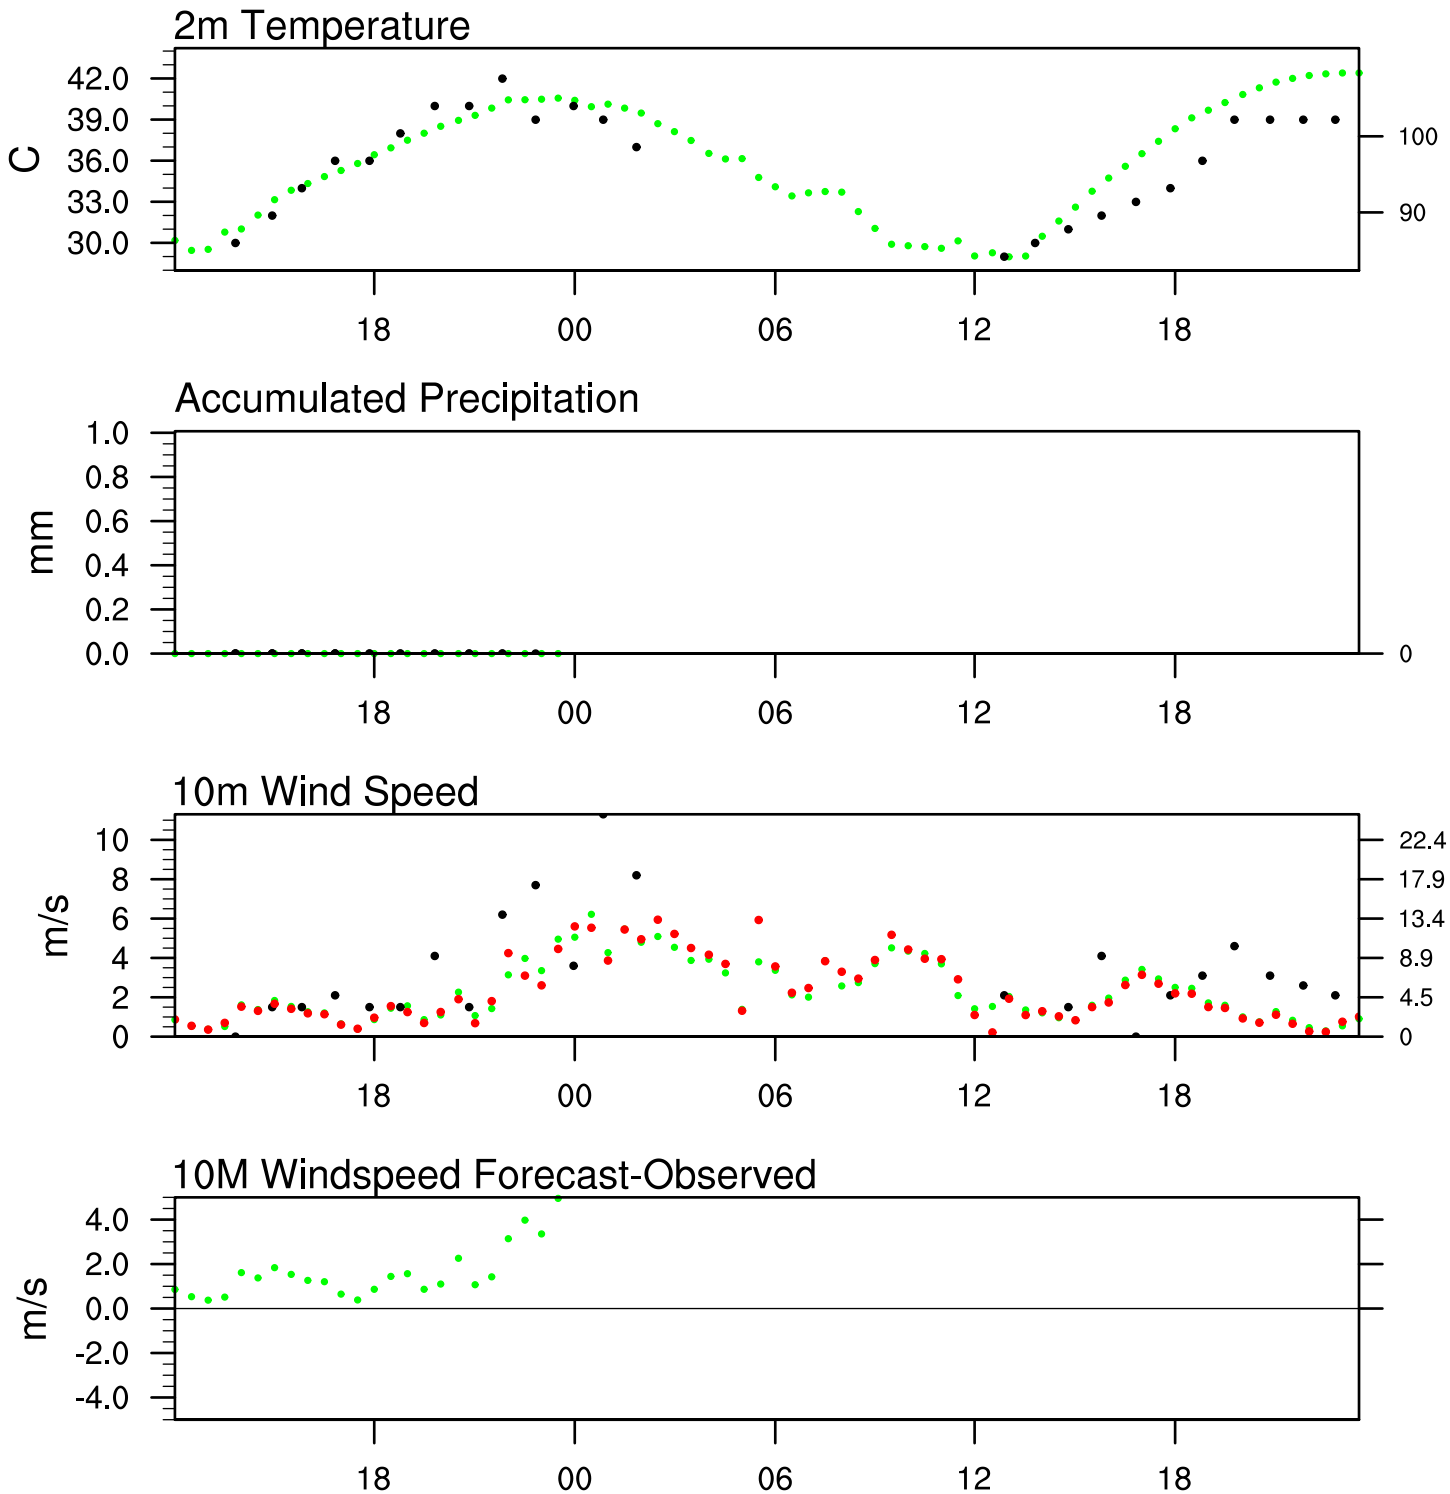 2m Temperature
42.0
39.0
36.0
33.0
30.0
C
100
90
18 00 06 12 18
Accumulated Precipitation
1.0
0.8
0.6
0.4
0.2
0.0
mm
0
18 00 06 12 18
10m Wind Speed
10
8
6
4
2
0
m/s
22.4
17.9
13.4
8.9
4.5
0
18 00 06 12 18
10M Windspeed Forecast-Observed
4.0
2.0
0.0
-2.0
-4.0
m/s
18 00 06 12 18